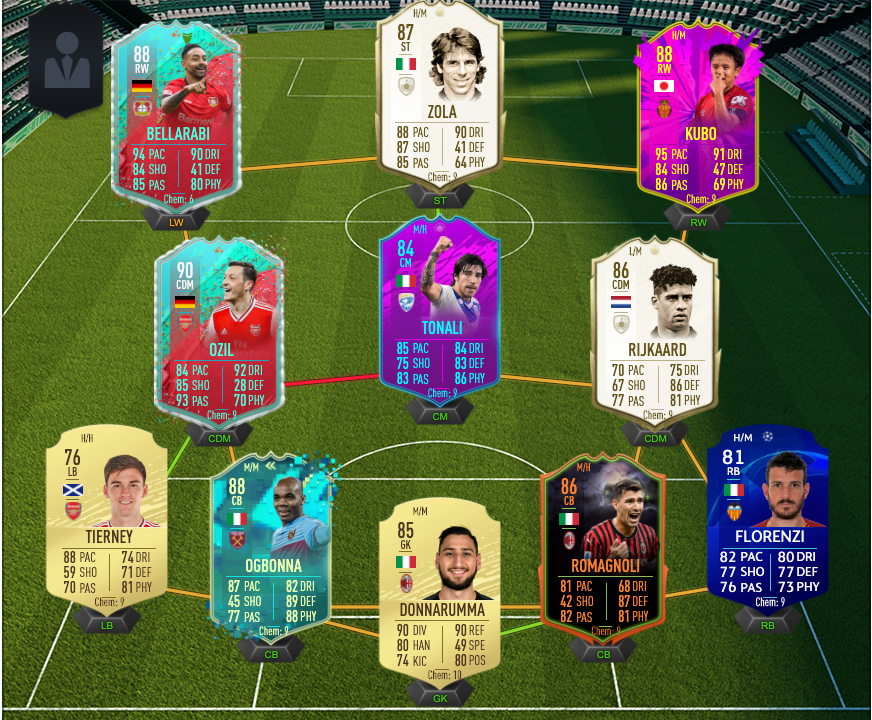 H/M
87
ST
ZOLA
88 PAC 90 DRI
87 SHO 41 DEF
85 PAS 64 PHY
Chem: 9
ST
88
RW
BELLARABI
94 PAC 90 DRI
84 SHO 41 DEF
85 PAS 80 PHY
Chem: 6
LW
H/M
88
RW
KUBO
95 PAC 91 DRI
84 SHO 47 DEF
86 PAS 69 PHY
Chem: 9
RW
90
CDM
OZIL
84 PAC 92 DRI
85 SHO 28 DEF
93 PAS 70 PHY
Chem: 9
CDM
M/H
84
CM
TONALI
85 PAC 84 DRI
75 SHO 83 DEF
83 PAS 86 PHY
Chem: 9
CM
L/M
86
CDM
RIJKAARD
70 PAC 75 DRI
67 SHO 86 DEF
77 PAS 81 PHY
Chem: 9
CDM
H/H
76
LB
TIERNEY
88 PAC 74 DRI
59 SHO 71 DEF
70 PAS 81 PHY
Chem: 9
LB
M/M
88
CB
OGBONNA
87 PAC 82 DRI
45 SHO 89 DEF
77 PAS 88 PHY
Chem: 9
CB
M/M
85
GK
DONNARUMMA
90 DIV 90 REF
80 HAN 49 SPE
74 KIC 80 POS
Chem: 10
GK
M/H
86
CB
ROMAGNOLI
81 PAC 68 DRI
42 SHO 87 DEF
82 PAS 81 PHY
Chem: 9
CB
H/M
81
RB
FLORENZI
82 PAC 80 DRI
77 SHO 77 DEF
76 PAS 73 PHY
Chem: 9
RB